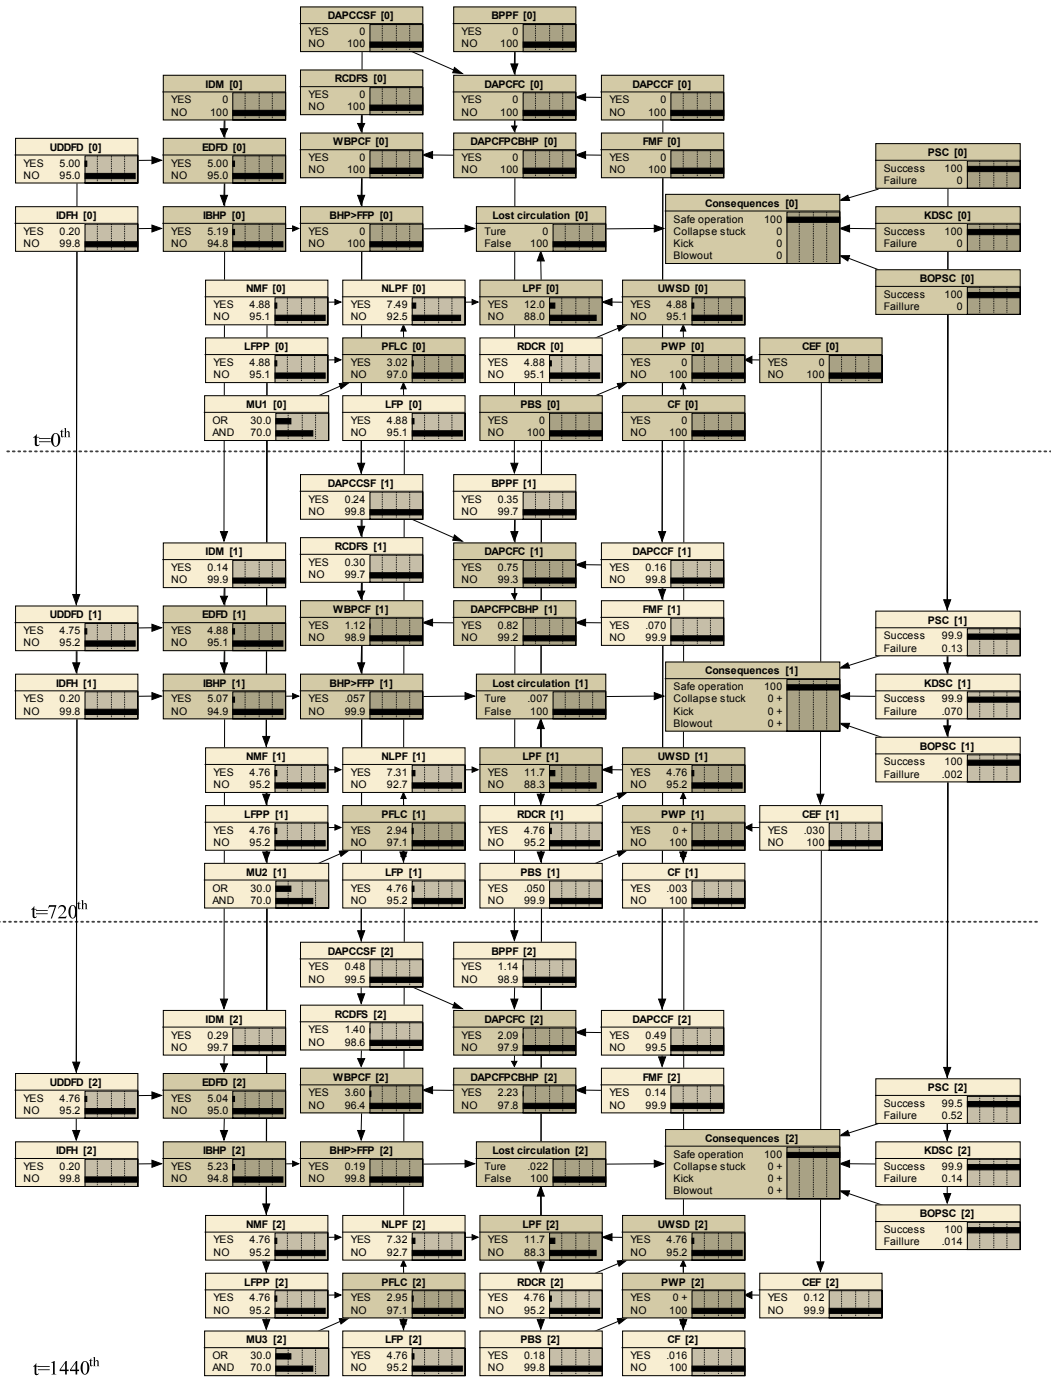 DAPCCSF [0]
YES 0
NO 100
BPPF [0]
YES 0
NO 100
IDM [0]
YES 0
NO 100
RCDFS [0]
YES 0
NO 100
DAPCFC [0]
YES 0
NO 100
DAPCCF [0]
YES 0
NO 100
UDDFD [0]
YES 5.00
NO 95.0
EDFD [0]
YES 5.00
NO 95.0
WBPCF [0]
YES 0
NO 100
DAPCFPCBHP [0]
YES 0
NO 100
FMF [0]
YES 0
NO 100
PSC [0]
Success 100
Failure 0
IDFH [0]
YES 0.20
NO 99.8
IBHP [0]
YES 5.19
NO 94.8
BHP>FFP [0]
YES 0
NO 100
Lost circulation [0]
Ture 0
False 100
Consequences [0]
Safe operation 100
Collapse stuck 0
Kick 0
Blowout 0
KDSC [0]
Success 100
Failure 0
BOPSC [0]
Success 100
Failure 0
NMF [0]
YES 4.88
NO 95.1
NLPF [0]
YES 7.49
NO 92.5
LPF [0]
YES 12.0
NO 88.0
UWSD [0]
YES 4.88
NO 95.1
LFPP [0]
YES 4.88
NO 95.1
PFLC [0]
YES 3.02
NO 97.0
RDCR [0]
YES 4.88
NO 95.1
PWP [0]
YES 0
NO 100
CEF [0]
YES 0
NO 100
MU1 [0]
OR 30.0
AND 70.0
LFP [0]
YES 4.88
NO 95.1
PBS [0]
YES 0
NO 100
CF [0]
YES 0
NO 100
t=0th
DAPCCSF [1]
YES 0.24
NO 99.8
BPPF [1]
YES 0.35
NO 99.7
IDM [1]
YES 0.14
NO 99.9
RCDFS [1]
YES 0.30
NO 99.7
DAPCFC [1]
YES 0.75
NO 99.3
DAPCCF [1]
YES 0.16
NO 99.8
UDDFD [1]
YES 4.75
NO 95.2
EDFD [1]
YES 4.88
NO 95.1
WBPCF [1]
YES 1.12
NO 98.9
DAPCFPCBHP [1]
YES 0.82
NO 99.2
FMF [1]
YES .070
NO 99.9
PSC [1]
Success 99.9
Failure 0.13
IDFH [1]
YES 0.20
NO 99.8
IBHP [1]
YES 5.07
NO 94.9
BHP>FFP [1]
YES .057
NO 99.9
Lost circulation [1]
Ture .007
False 100
Consequences [1]
Safe operation 100
Collapse stuck 0 +
Kick 0 +
Blowout 0 +
KDSC [1]
Success 99.9
Failure .070
BOPSC [1]
Success 100
Faillure .002
NMF [1]
YES 4.76
NO 95.2
NLPF [1]
YES 7.31
NO 92.7
LPF [1]
YES 11.7
NO 88.3
UWSD [1]
YES 4.76
NO 95.2
LFPP [1]
YES 4.76
NO 95.2
PFLC [1]
YES 2.94
NO 97.1
RDCR [1]
YES 4.76
NO 95.2
PWP [1]
YES 0 +
NO 100
CEF [1]
YES .030
NO 100
MU2 [1]
OR 30.0
AND 70.0
LFP [1]
YES 4.76
NO 95.2
PBS [1]
YES .050
NO 99.9
CF [1]
YES .003
NO 100
t=720th
DAPCCSF [2]
YES 0.48
NO 99.5
BPPF [2]
YES 1.14
NO 98.9
IDM [2]
YES 0.29
NO 99.7
RCDFS [2]
YES 1.40
NO 98.6
DAPCFC [2]
YES 2.09
NO 97.9
DAPCCF [2]
YES 0.49
NO 99.5
UDDFD [2]
YES 4.76
NO 95.2
EDFD [2]
YES 5.04
NO 95.0
WBPCF [2]
YES 3.60
NO 96.4
DAPCFPCBHP [2]
YES 2.23
NO 97.8
FMF [2]
YES 0.14
NO 99.9
PSC [2]
Success 99.5
Failure 0.52
IDFH [2]
YES 0.20
NO 99.8
IBHP [2]
YES 5.23
NO 94.8
BHP>FFP [2]
YES 0.19
NO 99.8
Lost circulation [2]
Ture .022
False 100
Consequences [2]
Safe operation 100
Collapse stuck 0 +
Kick 0 +
Blowout 0 +
KDSC [2]
Success 99.9
Failure 0.14
BOPSC [2]
Success 100
Faillure .014
NMF [2]
YES 4.76
NO 95.2
NLPF [2]
YES 7.32
NO 92.7
LPF [2]
YES 11.7
NO 88.3
UWSD [2]
YES 4.76
NO 95.2
LFPP [2]
YES 4.76
NO 95.2
PFLC [2]
YES 2.95
NO 97.1
RDCR [2]
YES 4.76
NO 95.2
PWP [2]
YES 0 +
NO 100
CEF [2]
YES 0.12
NO 99.9
MU3 [2]
OR 30.0
AND 70.0
LFP [2]
YES 4.76
NO 95.2
PBS [2]
YES 0.18
NO 99.8
CF [2]
YES .016
NO 100
t=1440th